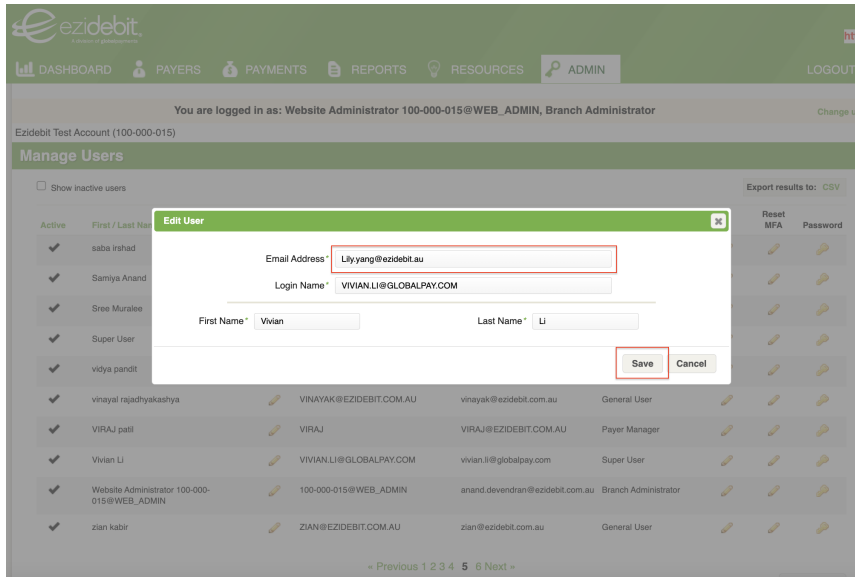 ezidebit
A division of globalpayments
htt
DASHBOARD PAYERS PAYMENTS REPORTS RESOURCES ADMIN LOGOUT
You are logged in as: Website Administrator 100-000-015@WEB_ADMIN, Branch Administrator
Change u
Ezidebit Test Account (100-000-015)
Manage Users
Show inactive users
Export results to: CSV
Active First / Last Nam Reset MFA Password
Edit User
saba irshad
Email Address* Lily.yang@ezidebit.au
Samiya Anand
Login Name* VIVIAN.LI@GLOBALPAY.COM
Sree Muralee
First Name* Vivian Last Name* Li
Super User
vidya pandit
Save Cancel
vinayal rajadhyakashya VINAYAK@EZIDEBIT.COM.AU vinayak@ezidebit.com.au General User
VIRAJ patil VIRAJ VIRAJ@EZIDEBIT.COM.AU Payer Manager
Vivian Li VIVIAN.LI@GLOBALPAY.COM vivian.li@globalpay.com Super User
Website Administrator 100-000-
015@WEB_ADMIN 100-000-015@WEB_ADMIN anand.devendran@ezidebit.com.au Branch Administrator
zian kabir ZIAN@EZIDEBIT.COM.AU zian@ezidebit.com.au General User
« Previous 1 2 3 4 5 6 Next »